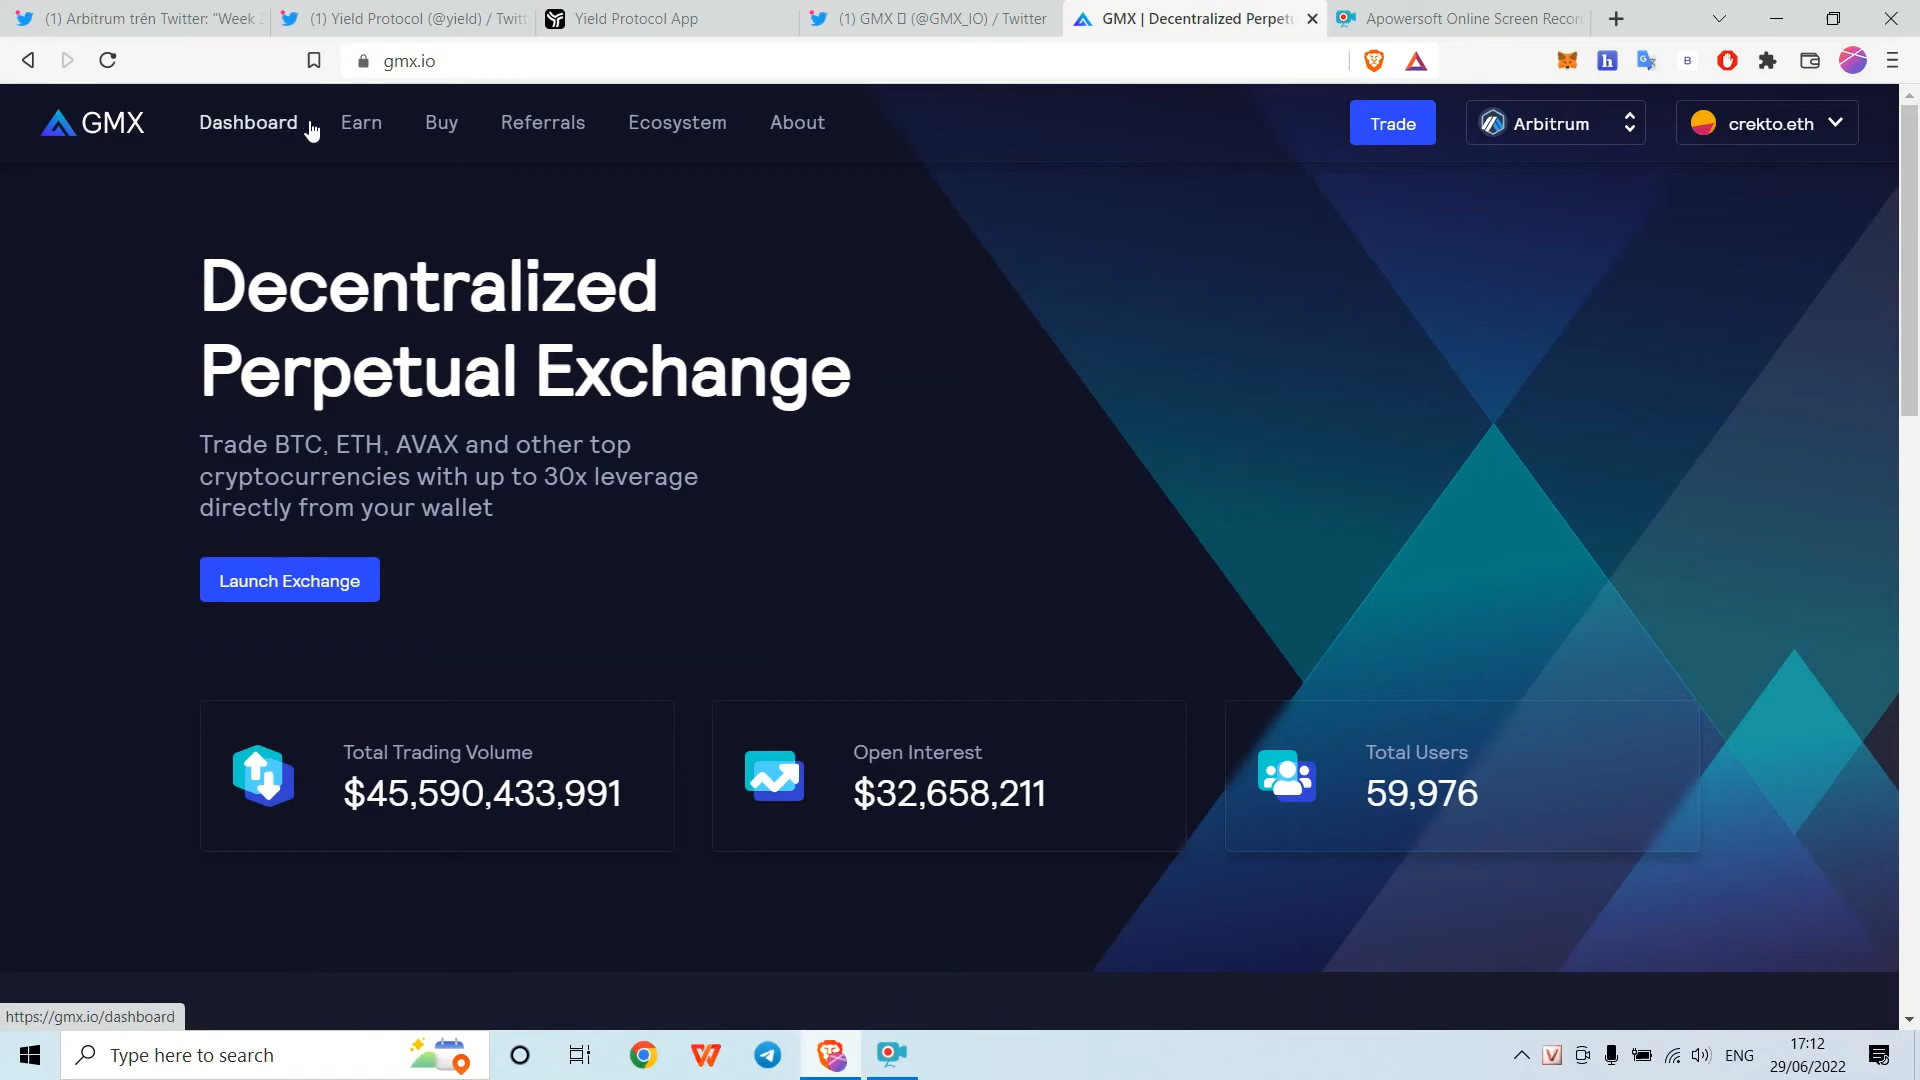 (1) Arbitrum trên Twitter: "Week
(1) Yield Protocol (@yield) / Twitt
Yield Protocol App
(1) GMX (@GMX_IO) / Twitter
GMX | Decentralized Perpetu
Apowersoft Online Screen Record
gmx.io
GMX
Dashboard
Earn
Buy
Referrals
Ecosystem
About
Trade
Arbitrum
crekto.eth
Decentralized
Perpetual Exchange
Trade BTC, ETH, AVAX and other top
cryptocurrencies with up to 30x leverage
directly from your wallet
Launch Exchange
Total Trading Volume
$45,590,433,991
Open Interest
$32,658,211
Total Users
59,976
https://gmx.io/dashboard
Type here to search
ENG
17:12
29/06/2022